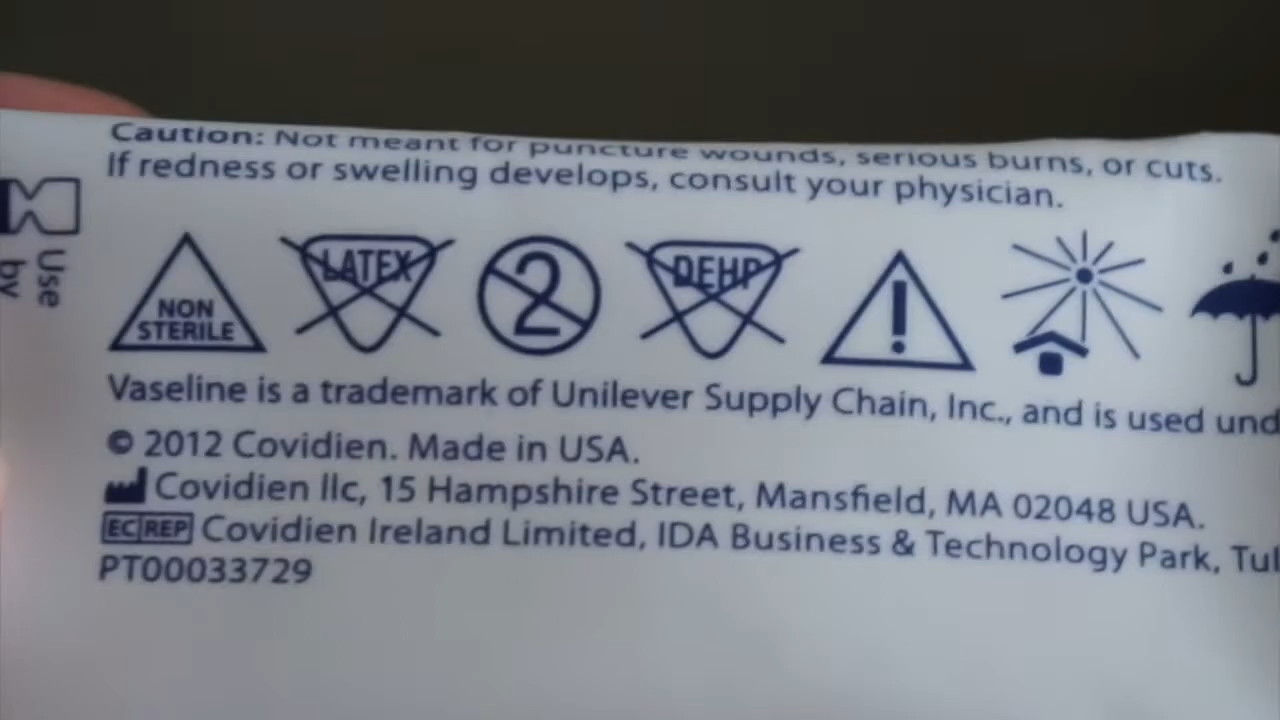 Caution: Not meant for puncture wounds, serious burns, or cuts.
If redness or swelling develops, consult your physician.
Use
by
NON
STERILE
LATEX
2
DEHP
!
Vaseline is a trademark of Unilever Supply Chain, Inc., and is used und
© 2012 Covidien. Made in USA.
Covidien llc, 15 Hampshire Street, Mansfield, MA 02048 USA.
EC REP Covidien Ireland Limited, IDA Business & Technology Park, Tul
PT00033729